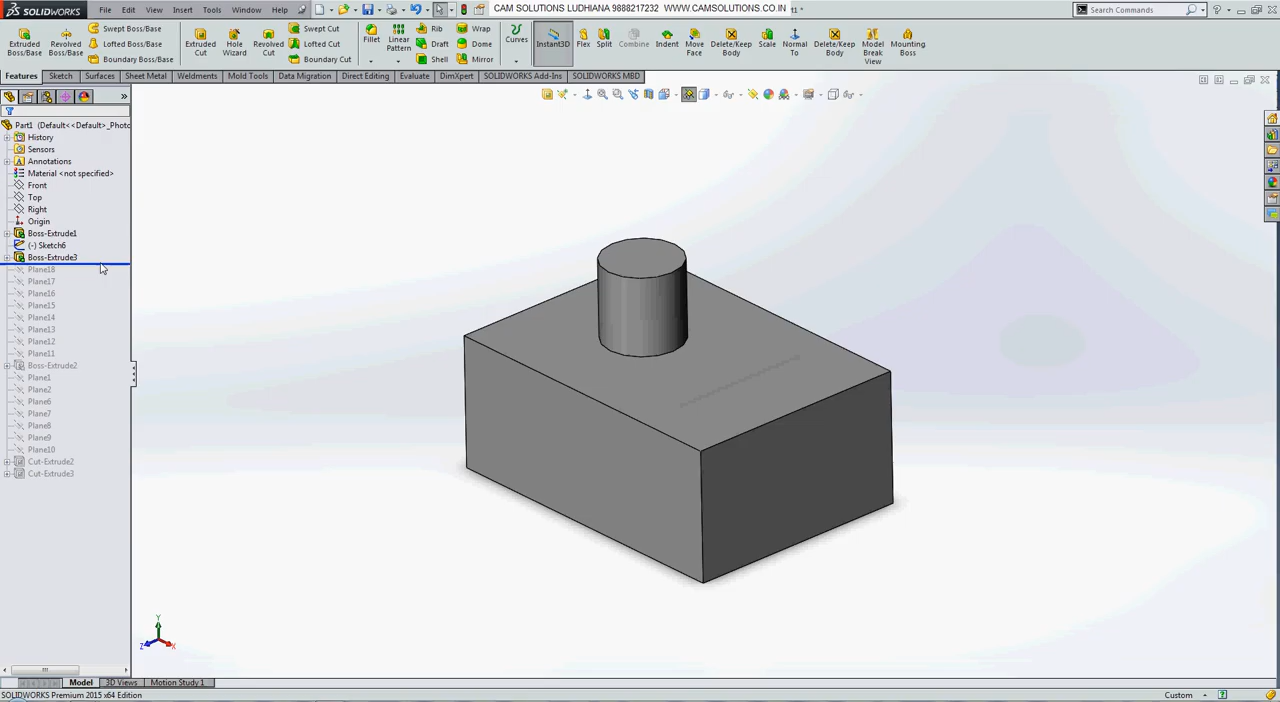 SOLIDWORKS File Edit View Insert Tools Window Help CAM SOLUTIONS LUDHIANA 9888217232 WWW.CAMSOLUTIONS.CO.IN t1 * Search Commands
Extruded Boss/Base Revolved Boss/Base Swept Boss/Base Lofted Boss/Base Boundary Boss/Base Extruded Cut Hole Wizard Revolved Cut Swept Cut Lofted Cut Boundary Cut Fillet Linear Pattern Rib Draft Shell Wrap Dome Mirror Curves Instant3D Flex Split Combine Indent Move Face Delete/Keep Body Scale Normal To Delete/Keep Body Model Break View Mounting Boss
Features Sketch Surfaces Sheet Metal Weldments Mold Tools Data Migration Direct Editing Evaluate DimXpert SOLIDWORKS Add-Ins SOLIDWORKS MBD
Part1 (Default<<Default>_Photo
History
Sensors
Annotations
Material <not specified>
Front
Top
Right
Origin
Boss-Extrude1
(-) Sketch6
Boss-Extrude3
Plane18
Plane17
Plane16
Plane15
Plane14
Plane13
Plane12
Plane11
Boss-Extrude2
Plane1
Plane2
Plane6
Plane7
Plane8
Plane9
Plane10
Cut-Extrude2
Cut-Extrude3
Y
Z X
Model 3D Views Motion Study 1
SOLIDWORKS Premium 2015 x64 Edition Custom